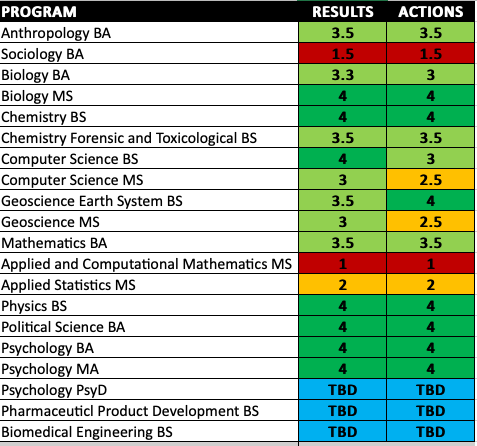 PROGRAM RESULTS ACTIONS
Anthropology BA 3.5 3.5
Sociology BA 1.5 1.5
Biology BA 3.3 3
Biology MS 4 4
Chemistry BS 4 4
Chemistry Forensic and Toxicological BS 3.5 3.5
Computer Science BS 4 3
Computer Science MS 3 2.5
Geoscience Earth System BS 3.5 4
Geoscience MS 3 2.5
Mathematics BA 3.5 3.5
Applied and Computational Mathematics MS 1 1
Applied Statistics MS 2 2
Physics BS 4 4
Political Science BA 4 4
Psychology BA 4 4
Psychology MA 4 4
Psychology PsyD TBD TBD
Pharmaceuticl Product Development BS TBD TBD
Biomedical Engineering BS TBD TBD